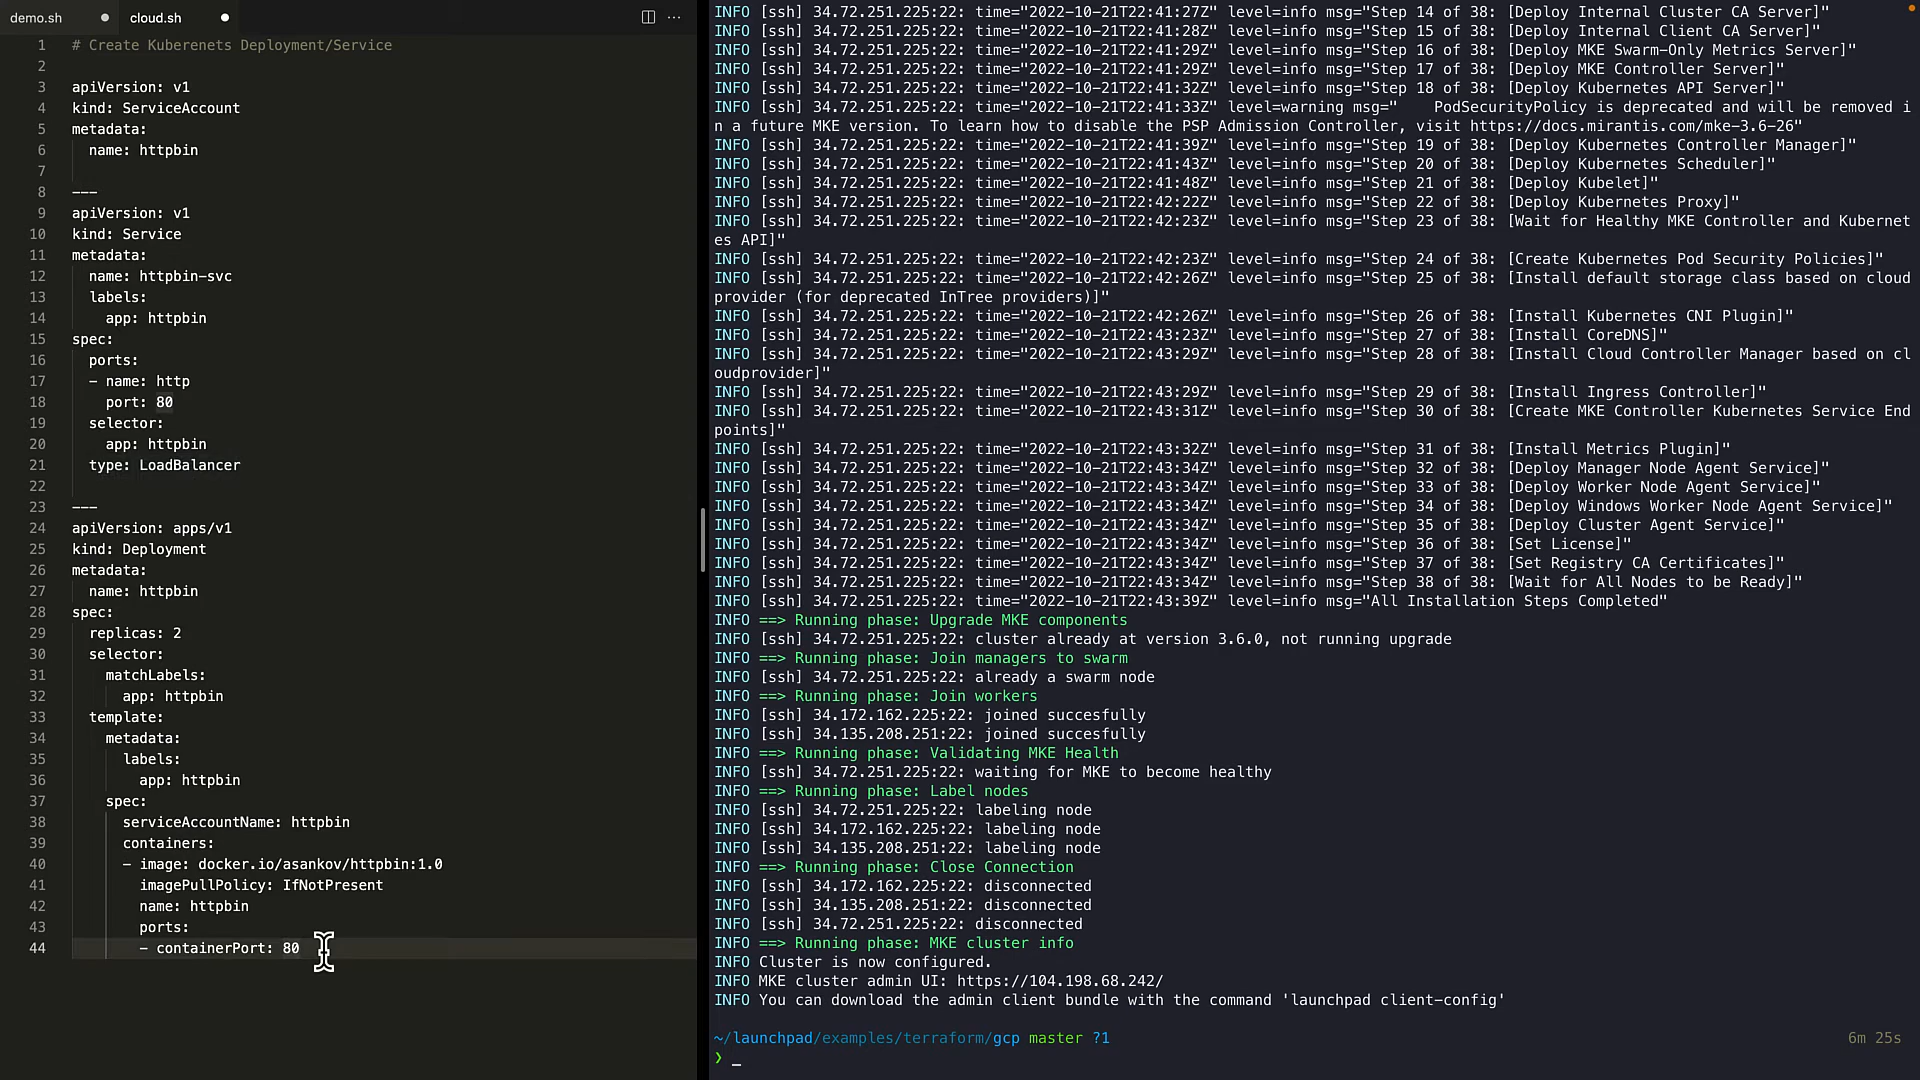 demo.sh
cloud.sh
1 # Create Kuberenets Deployment/Service
2
3 apiVersion: v1
4 kind: ServiceAccount
5 metadata:
6 name: httpbin
7
8 ---
9 apiVersion: v1
10 kind: Service
11 metadata:
12 name: httpbin-svc
13 labels:
14 app: httpbin
15 spec:
16 ports:
17 - name: http
18 port: 80
19 selector:
20 app: httpbin
21 type: LoadBalancer
22
23 ---
24 apiVersion: apps/v1
25 kind: Deployment
26 metadata:
27 name: httpbin
28 spec:
29 replicas: 2
30 selector:
31 matchLabels:
32 app: httpbin
33 template:
34 metadata:
35 labels:
36 app: httpbin
37 spec:
38 serviceAccountName: httpbin
39 containers:
40 - image: docker.io/asankov/httpbin:1.0
41 imagePullPolicy: IfNotPresent
42 name: httpbin
43 ports:
44 - containerPort: 80
INFO [ssh] 34.72.251.225:22: time="2022-10-21T22:41:27Z" level=info msg="Step 14 of 38: [Deploy Internal Cluster CA Server]"
INFO [ssh] 34.72.251.225:22: time="2022-10-21T22:41:28Z" level=info msg="Step 15 of 38: [Deploy Internal Client CA Server]"
INFO [ssh] 34.72.251.225:22: time="2022-10-21T22:41:29Z" level=info msg="Step 16 of 38: [Deploy MKE Swarm-Only Metrics Server]"
INFO [ssh] 34.72.251.225:22: time="2022-10-21T22:41:29Z" level=info msg="Step 17 of 38: [Deploy MKE Controller Server]"
INFO [ssh] 34.72.251.225:22: time="2022-10-21T22:41:32Z" level=info msg="Step 18 of 38: [Deploy Kubernetes API Server]"
INFO [ssh] 34.72.251.225:22: time="2022-10-21T22:41:33Z" level=warning msg="    PodSecurityPolicy is deprecated and will be removed i
n a future MKE version. To learn how to disable the PSP Admission Controller, visit https://docs.mirantis.com/mke-3.6-26"
INFO [ssh] 34.72.251.225:22: time="2022-10-21T22:41:39Z" level=info msg="Step 19 of 38: [Deploy Kubernetes Controller Manager]"
INFO [ssh] 34.72.251.225:22: time="2022-10-21T22:41:43Z" level=info msg="Step 20 of 38: [Deploy Kubernetes Scheduler]"
INFO [ssh] 34.72.251.225:22: time="2022-10-21T22:41:48Z" level=info msg="Step 21 of 38: [Deploy Kubelet]"
INFO [ssh] 34.72.251.225:22: time="2022-10-21T22:42:22Z" level=info msg="Step 22 of 38: [Deploy Kubernetes Proxy]"
INFO [ssh] 34.72.251.225:22: time="2022-10-21T22:42:23Z" level=info msg="Step 23 of 38: [Wait for Healthy MKE Controller and Kubernet
es API]"
INFO [ssh] 34.72.251.225:22: time="2022-10-21T22:42:23Z" level=info msg="Step 24 of 38: [Create Kubernetes Pod Security Policies]"
INFO [ssh] 34.72.251.225:22: time="2022-10-21T22:42:26Z" level=info msg="Step 25 of 38: [Install default storage class based on cloud
provider (for deprecated InTree providers)]"
INFO [ssh] 34.72.251.225:22: time="2022-10-21T22:42:26Z" level=info msg="Step 26 of 38: [Install Kubernetes CNI Plugin]"
INFO [ssh] 34.72.251.225:22: time="2022-10-21T22:43:23Z" level=info msg="Step 27 of 38: [Install CoreDNS]"
INFO [ssh] 34.72.251.225:22: time="2022-10-21T22:43:29Z" level=info msg="Step 28 of 38: [Install Cloud Controller Manager based on cl
oudprovider]"
INFO [ssh] 34.72.251.225:22: time="2022-10-21T22:43:29Z" level=info msg="Step 29 of 38: [Install Ingress Controller]"
INFO [ssh] 34.72.251.225:22: time="2022-10-21T22:43:31Z" level=info msg="Step 30 of 38: [Create MKE Controller Kubernetes Service End
points]"
INFO [ssh] 34.72.251.225:22: time="2022-10-21T22:43:32Z" level=info msg="Step 31 of 38: [Install Metrics Plugin]"
INFO [ssh] 34.72.251.225:22: time="2022-10-21T22:43:34Z" level=info msg="Step 32 of 38: [Deploy Manager Node Agent Service]"
INFO [ssh] 34.72.251.225:22: time="2022-10-21T22:43:34Z" level=info msg="Step 33 of 38: [Deploy Worker Node Agent Service]"
INFO [ssh] 34.72.251.225:22: time="2022-10-21T22:43:34Z" level=info msg="Step 34 of 38: [Deploy Windows Worker Node Agent Service]"
INFO [ssh] 34.72.251.225:22: time="2022-10-21T22:43:34Z" level=info msg="Step 35 of 38: [Deploy Cluster Agent Service]"
INFO [ssh] 34.72.251.225:22: time="2022-10-21T22:43:34Z" level=info msg="Step 36 of 38: [Set License]"
INFO [ssh] 34.72.251.225:22: time="2022-10-21T22:43:34Z" level=info msg="Step 37 of 38: [Set Registry CA Certificates]"
INFO [ssh] 34.72.251.225:22: time="2022-10-21T22:43:34Z" level=info msg="Step 38 of 38: [Wait for All Nodes to be Ready]"
INFO [ssh] 34.72.251.225:22: time="2022-10-21T22:43:39Z" level=info msg="All Installation Steps Completed"
INFO ==> Running phase: Upgrade MKE components
INFO [ssh] 34.72.251.225:22: cluster already at version 3.6.0, not running upgrade
INFO ==> Running phase: Join managers to swarm
INFO [ssh] 34.72.251.225:22: already a swarm node
INFO ==> Running phase: Join workers
INFO [ssh] 34.172.162.225:22: joined succesfully
INFO [ssh] 34.135.208.251:22: joined succesfully
INFO ==> Running phase: Validating MKE Health
INFO [ssh] 34.72.251.225:22: waiting for MKE to become healthy
INFO ==> Running phase: Label nodes
INFO [ssh] 34.72.251.225:22: labeling node
INFO [ssh] 34.172.162.225:22: labeling node
INFO [ssh] 34.135.208.251:22: labeling node
INFO ==> Running phase: Close Connection
INFO [ssh] 34.172.162.225:22: disconnected
INFO [ssh] 34.135.208.251:22: disconnected
INFO [ssh] 34.72.251.225:22: disconnected
INFO ==> Running phase: MKE cluster info
INFO Cluster is now configured.
INFO MKE cluster admin UI: https://104.198.68.242/
INFO You can download the admin client bundle with the command 'launchpad client-config'
~/launchpad/examples/terraform/gcp master ?1 6m 25s
❯ _